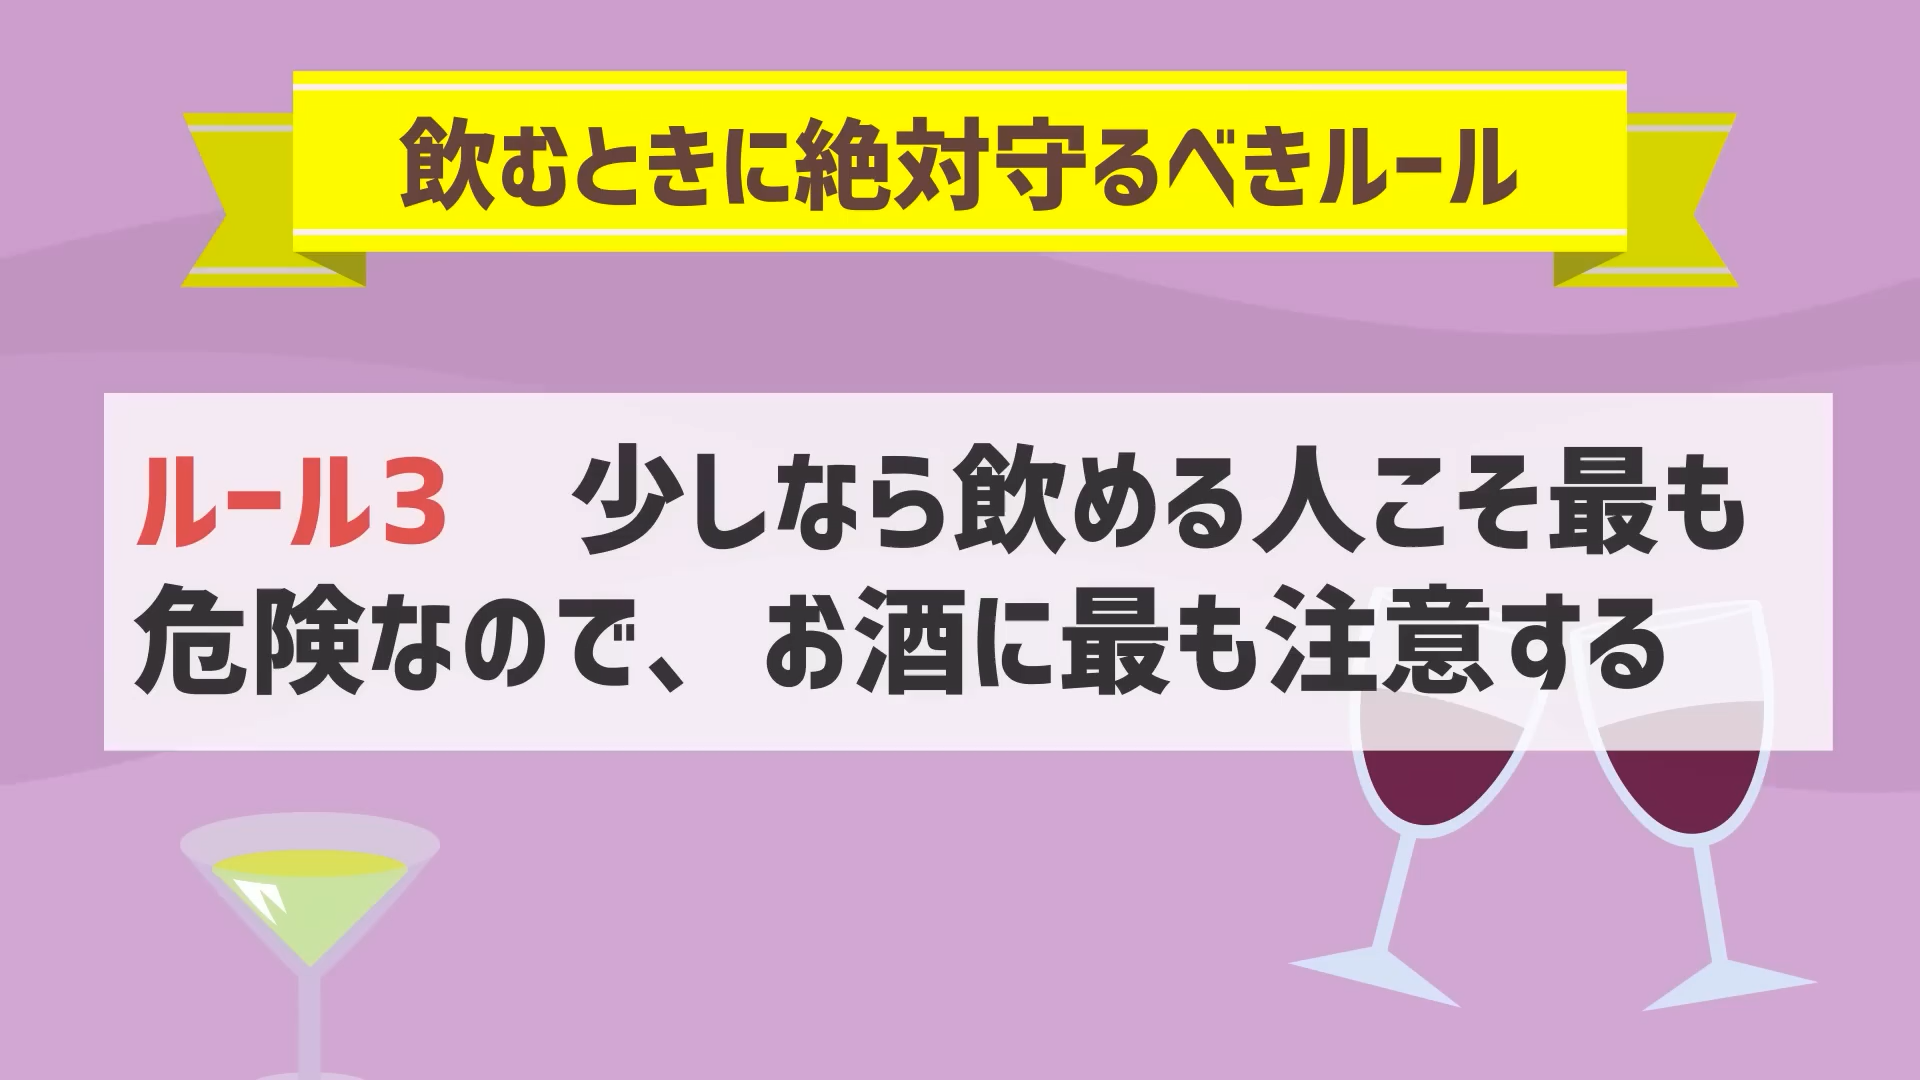 飲むときに絶対守るべきルール
ルール3　少しなら飲める人こそ最も
危険なので、お酒に最も注意する